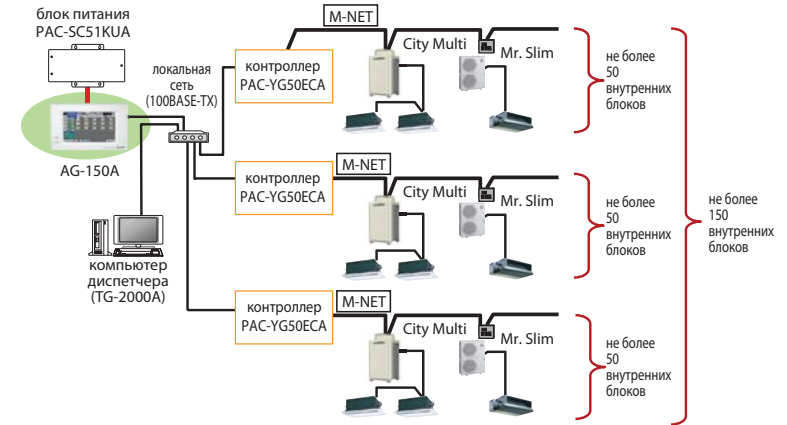 блок питания
PAC-SC51KUA
AG-150A
локальная
сеть
(100BASE-TX)
компьютер
диспетчера
(TG-2000A)
контроллер
PAC-YG50ECA
M-NET
City Multi
Mr. Slim
не более
50
внутренних
блоков
контроллер
PAC-YG50ECA
M-NET
City Multi
Mr. Slim
не более
50
внутренних
блоков
контроллер
PAC-YG50ECA
M-NET
City Multi
Mr. Slim
не более
50
внутренних
блоков
не более
150
внутренних
блоков